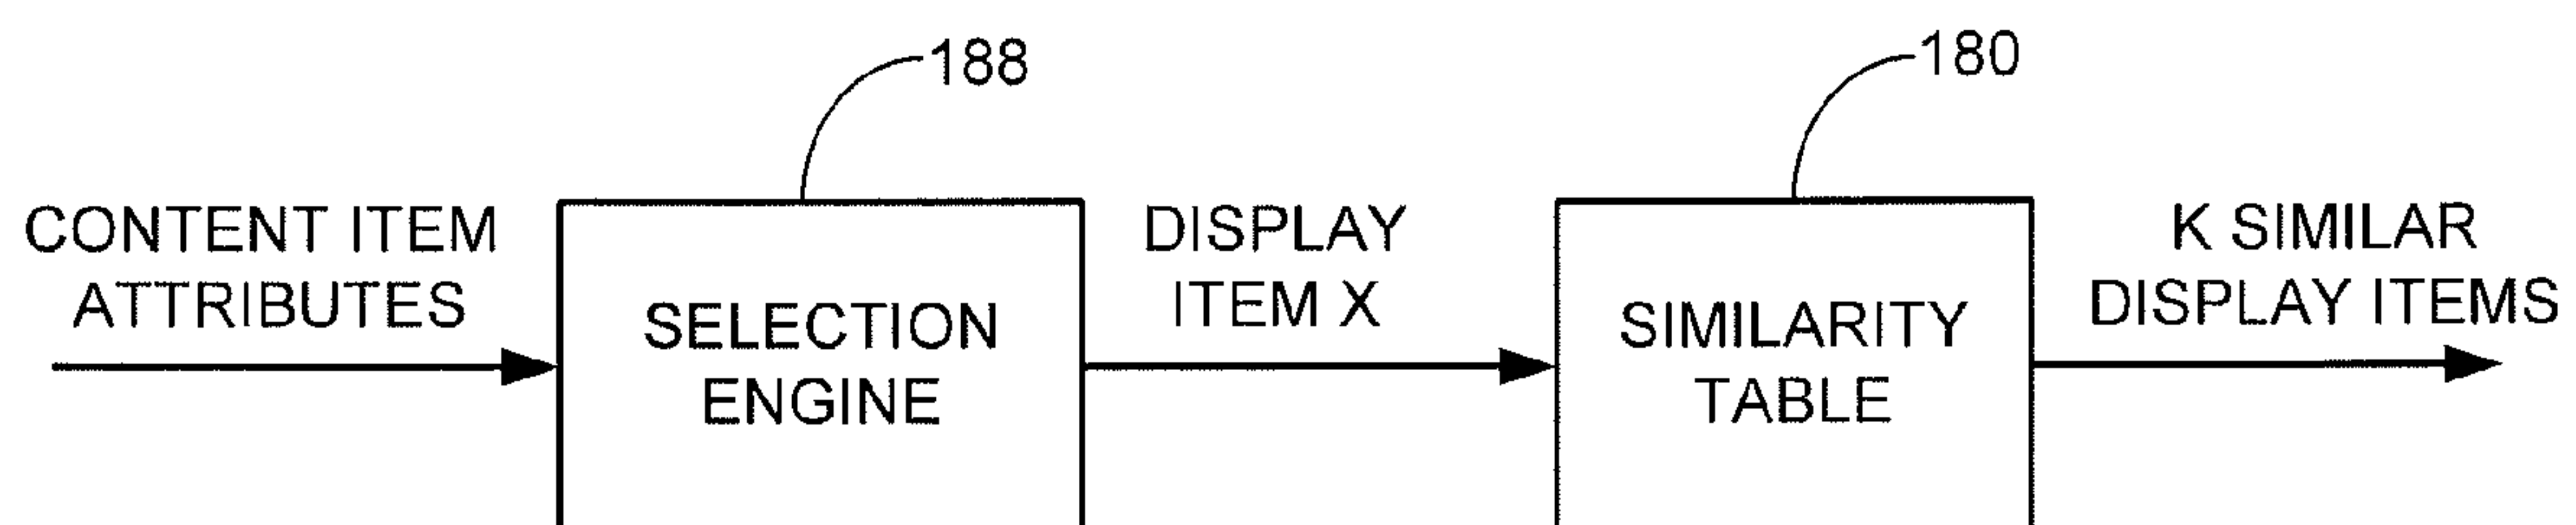 188
180
CONTENT ITEM
ATTRIBUTES
SELECTION
ENGINE
DISPLAY
ITEM X
SIMILARITY
TABLE
K SIMILAR
DISPLAY ITEMS